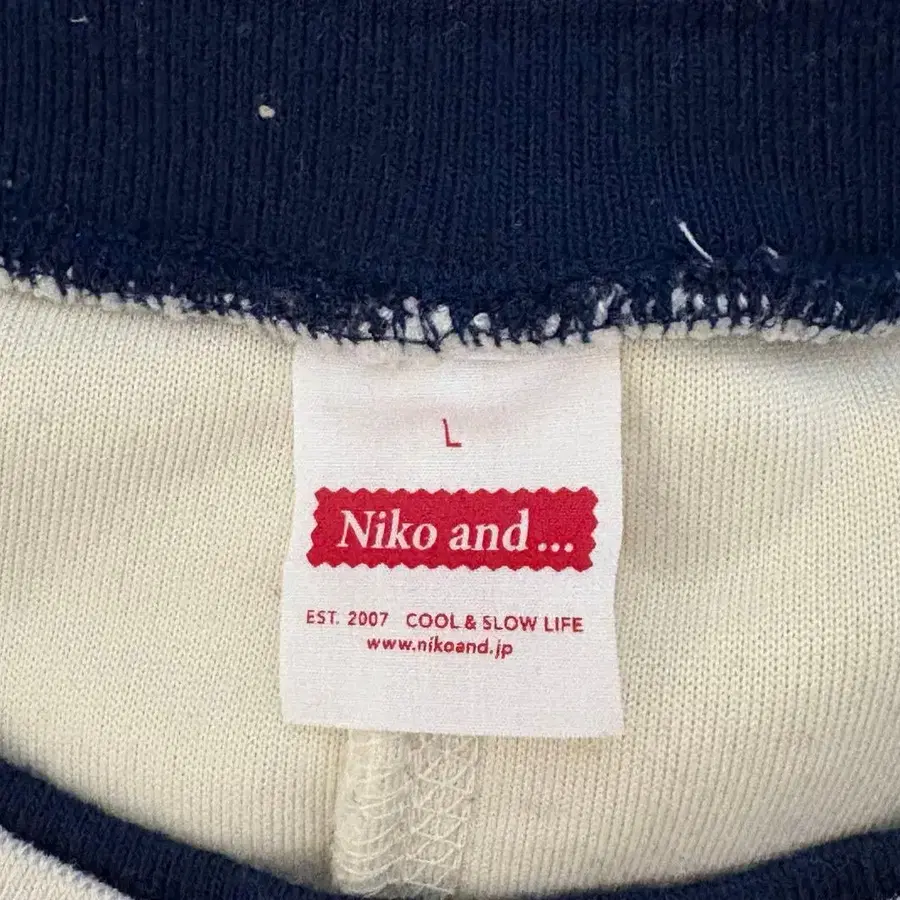 L
Niko and ...
EST. 2007 COOL & SLOW LIFE
www.nikoand.jp